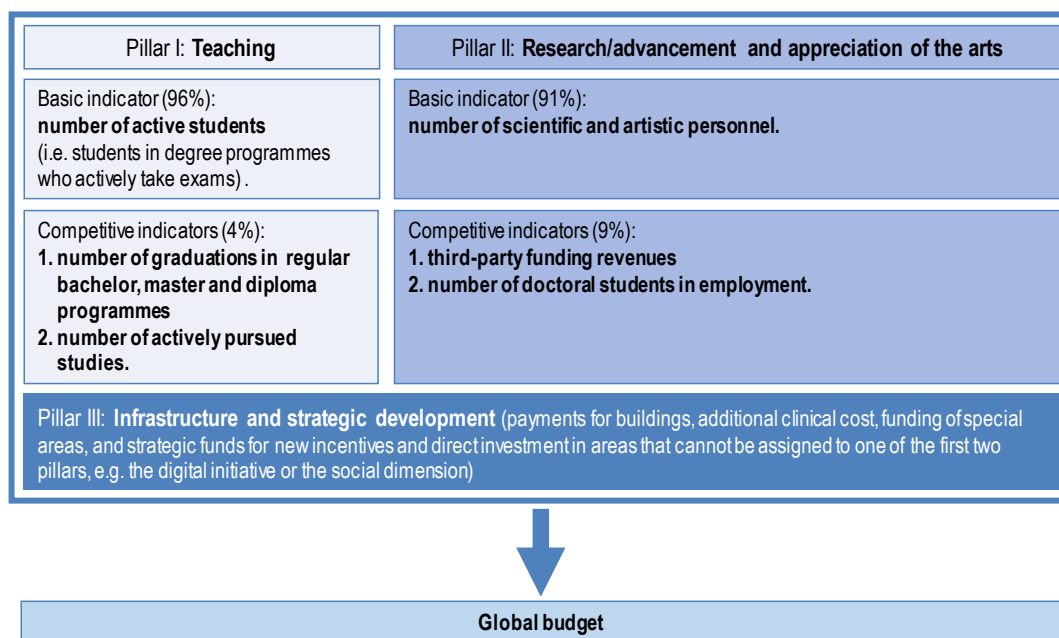 Pillar I: Teaching
Pillar II: Research/advancement and appreciation of the arts
Basic indicator (96%):
number of active students
(i.e. students in degree programmes
who actively take exams) .
Basic indicator (91%):
number of scientific and artistic personnel.
Competitive indicators (4%):
1. number of graduations in regular
bachelor, master and diploma
programmes
2. number of actively pursued
studies.
Competitive indicators (9%):
1. third-party funding revenues
2. number of doctoral students in employment.
Pillar III: Infrastructure and strategic development (payments for buildings, additional clinical cost, funding of special
areas, and strategic funds for new incentives and direct investment in areas that cannot be assigned to one of the first two
pillars, e.g. the digital initiative or the social dimension)
Global budget